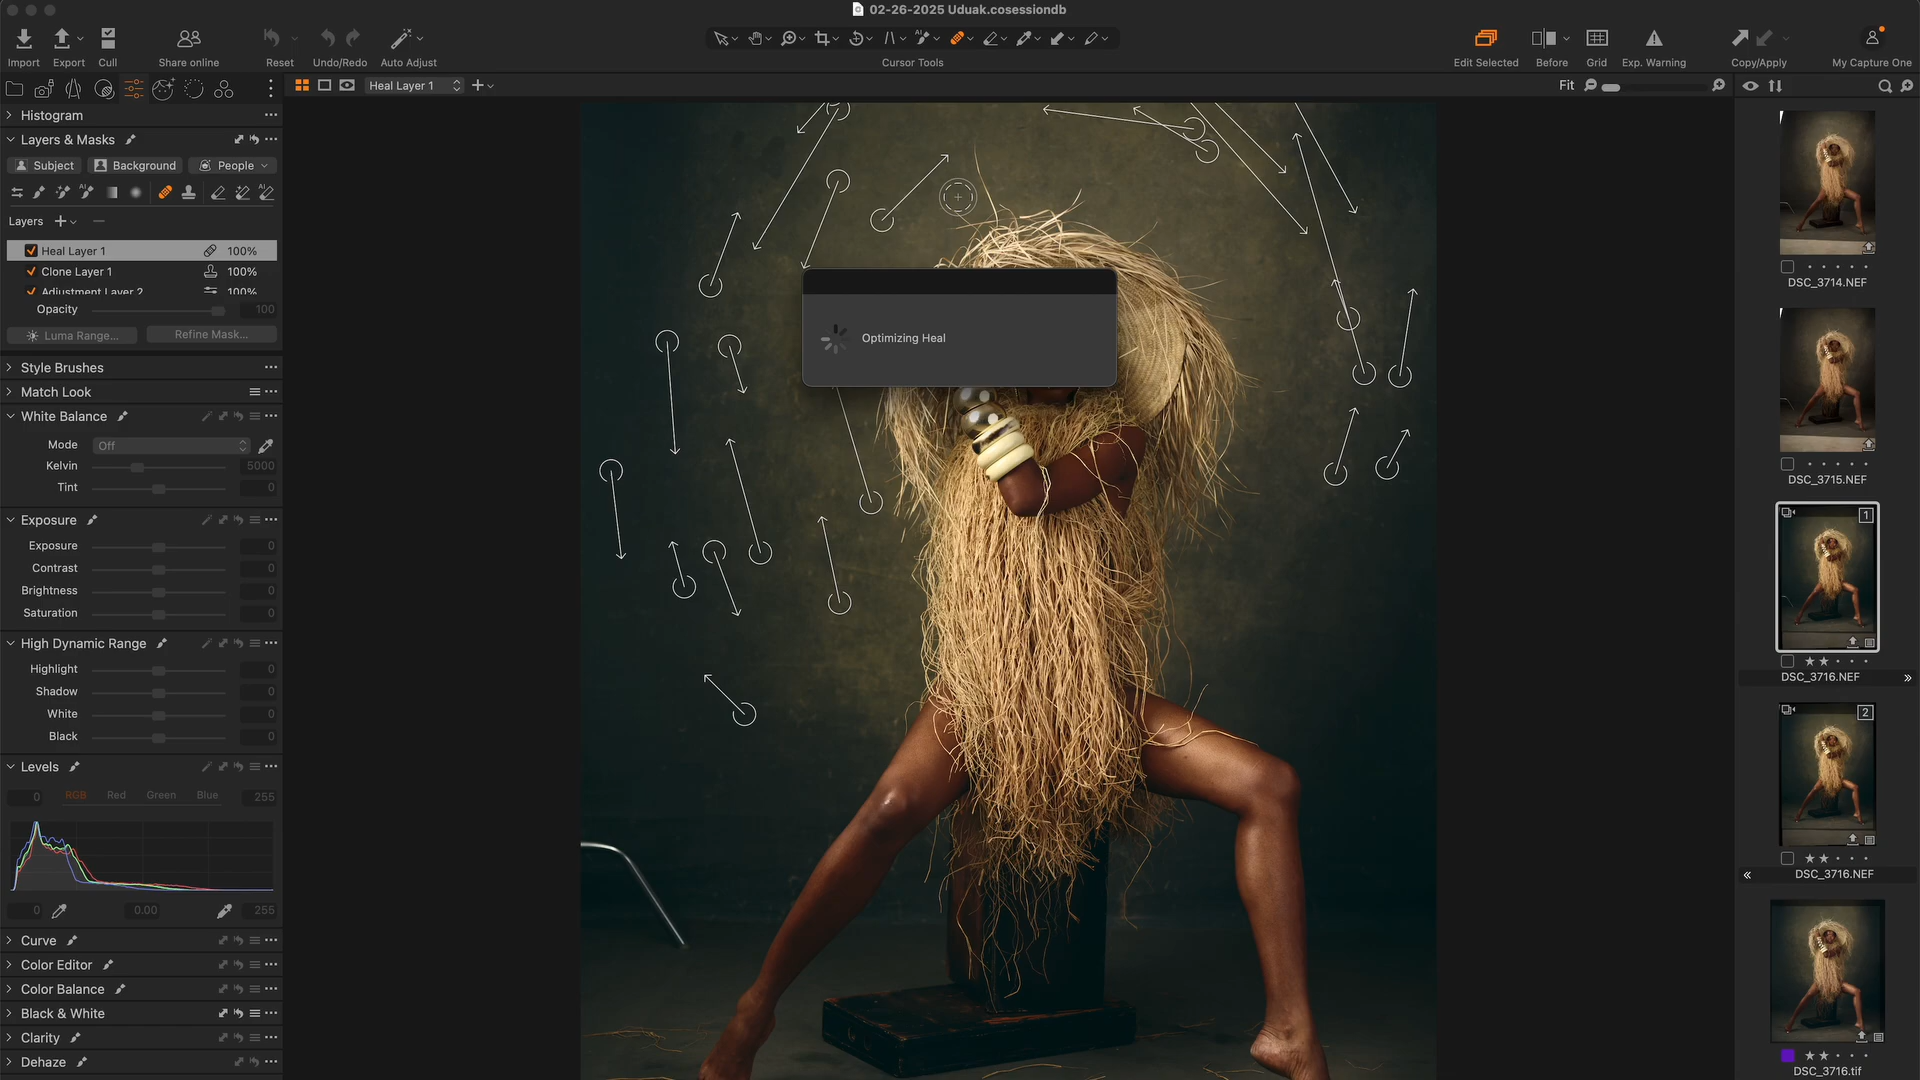 02-26-2025 Uduak.cosessiondb
Import
Export
Cull
Share online
Reset
Undo/Redo
Auto Adjust
Cursor Tools
Edit Selected
Before
Grid
Exp. Warning
Copy/Apply
My Capture One
Heal Layer 1
Fit
Histogram
Layers & Masks
Subject
Background
People
AI
AI
Layers
Heal Layer 1 100%
Clone Layer 1 100%
Adjustment Layer 2 100%
Opacity 100
Luma Range...
Refine Mask...
Style Brushes
Match Look
White Balance
Mode Off
Kelvin 5000
Tint 0
Exposure
Exposure 0
Contrast 0
Brightness 0
Saturation 0
High Dynamic Range
Highlight 0
Shadow 0
White 0
Black 0
Levels
0 RGB Red Green Blue 255
0 0.00 255
Curve
Color Editor
Color Balance
Black & White
Clarity
Dehaze
Optimizing Heal
DSC_3714.NEF
DSC_3715.NEF
1
DSC_3716.NEF
2
DSC_3716.NEF
DSC_3716.tif